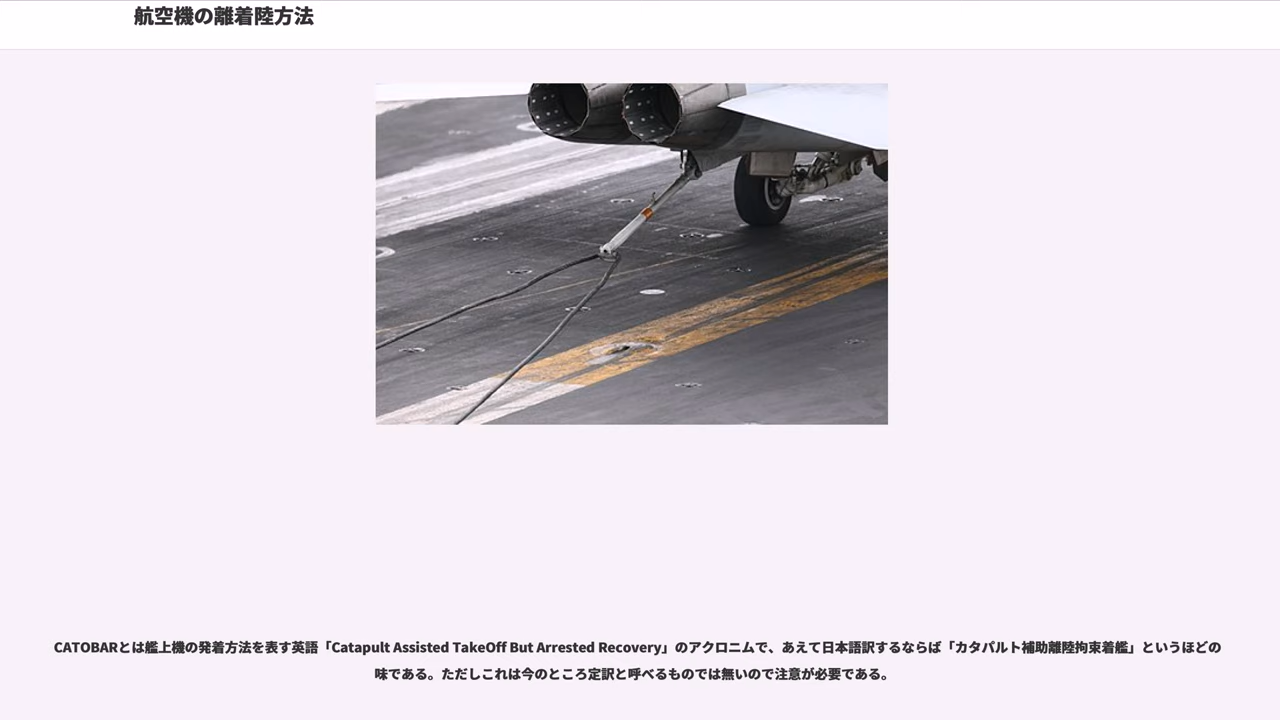 航空機の離着陸方法
CATOBARとは艦上機の発着方法を表す英語「Catapult Assisted TakeOff But Arrested Recovery」のアクロニムで、あえて日本語訳するならば「カタパルト補助離陸拘束着艦」というほどの
味である。ただしこれは今のところ定訳と呼べるものでは無いので注意が必要である。